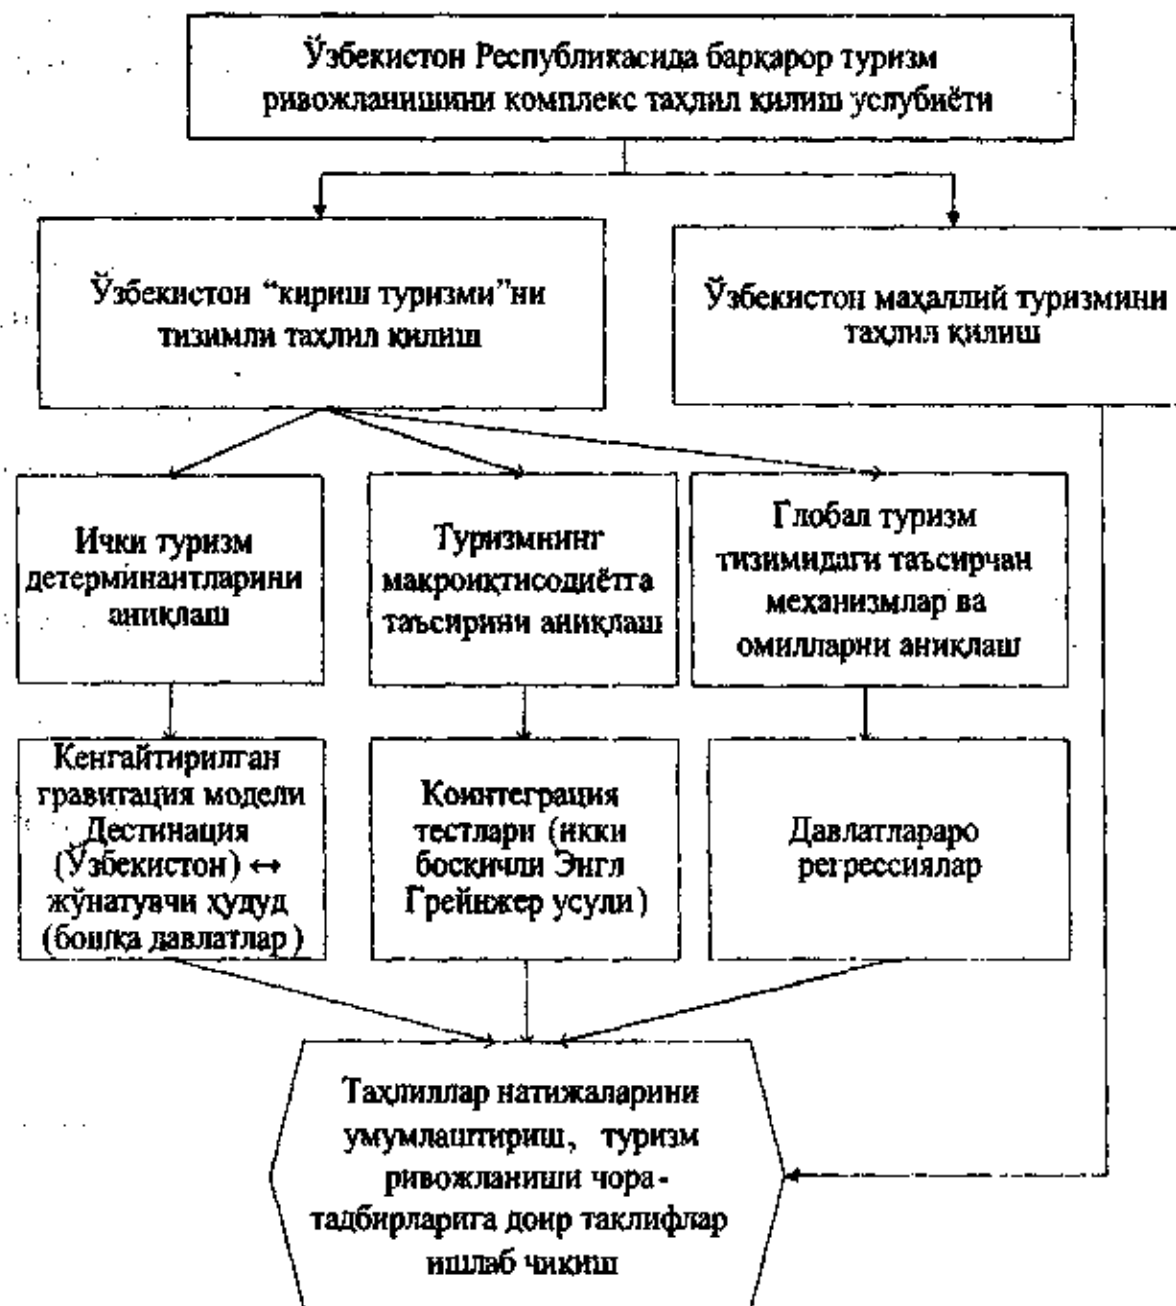 Ўзбекистон Республикасида барқарор туризм
ривожланишини комплекс таҳлил қилиш услубиёти
Ўзбекистон “кириш туризми”ни
тизимли таҳлил қилиш
Ўзбекистон маҳаллий туризмини
таҳлил қилиш
Ички туризм
детерминантларини
аниқлаш
Туризмнинг
макроиқтисодиётга
таъсирини аниқлаш
Глобал туризм
тизимидаги таъсирчан
механизмлар ва
омилларни аниқлаш
Кенгайтирилган
гравитация модели
Дестинация
(Ўзбекистон) ↔
жўнатувчи ҳудуд
(бошқа давлатлар)
Коинтеграция
тестлари (икки
босқичли Энгл
Грейнжер усули)
Давлатлараро
регрессиялар
Таҳлиллар натижаларини
умумлаштириш, туризм
ривожланиши чора-
тадбирларига доир таклифлар
ишлаб чиқиш